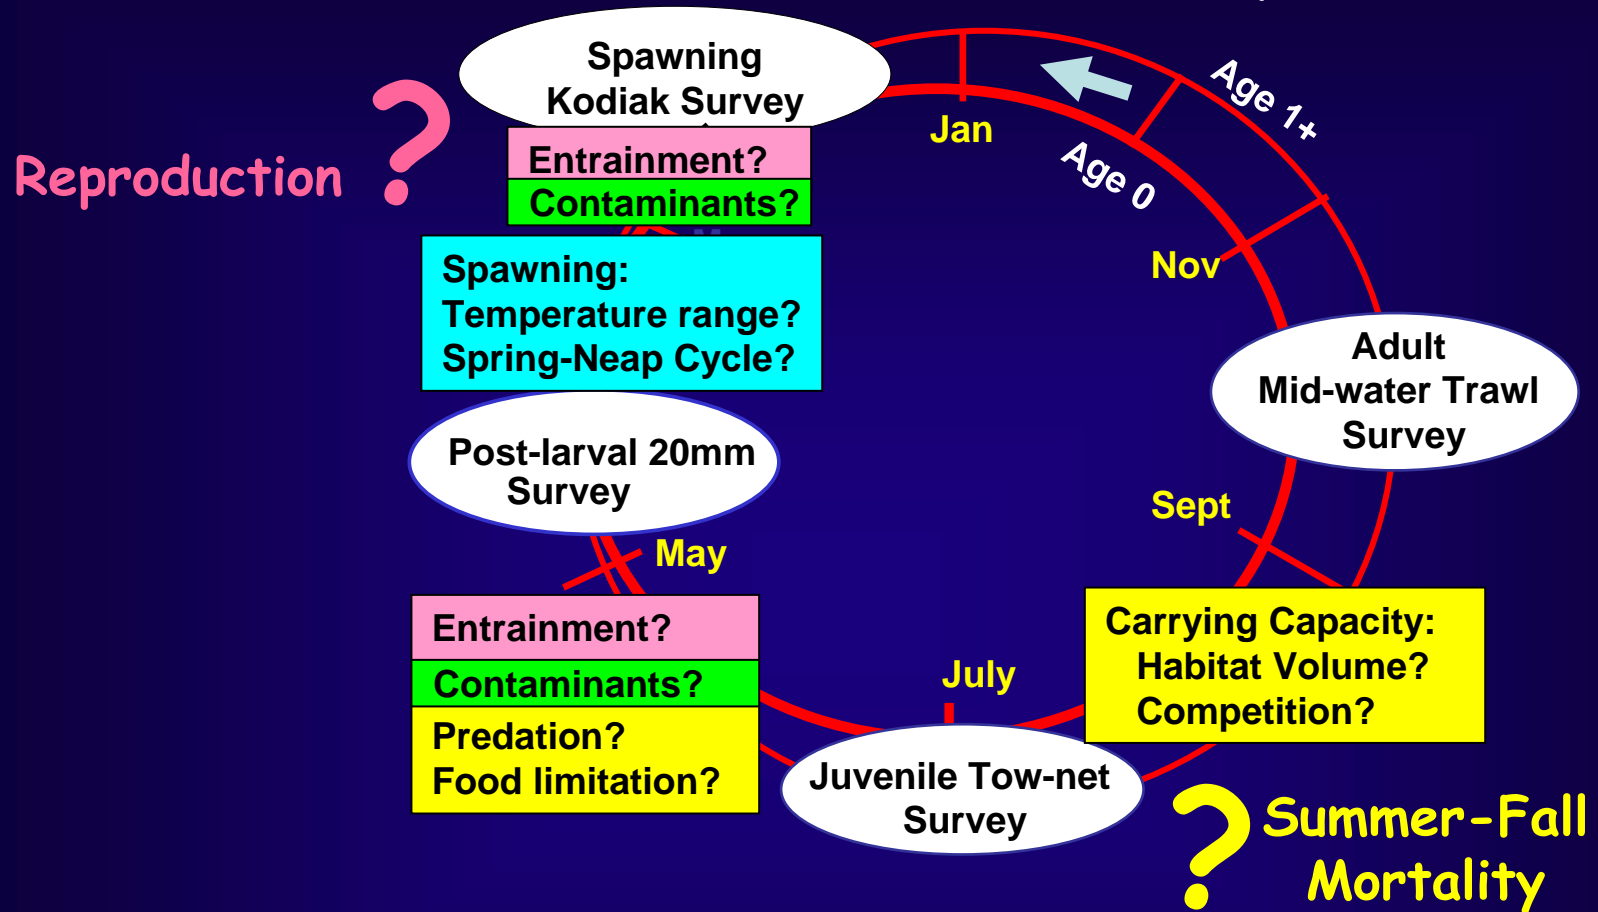 Spawning
Kodiak Survey
Reproduction ?
Entrainment?
Contaminants?
Spawning:
Temperature range?
Spring-Neap Cycle?
Jan
Age 1+
Age 0
Nov
Adult
Mid-water Trawl
Survey
Post-larval 20mm
Survey
Sept
May
Entrainment?
Contaminants?
Predation?
Food limitation?
July
Carrying Capacity:
Habitat Volume?
Competition?
Juvenile Tow-net
Survey
? Summer-Fall
Mortality